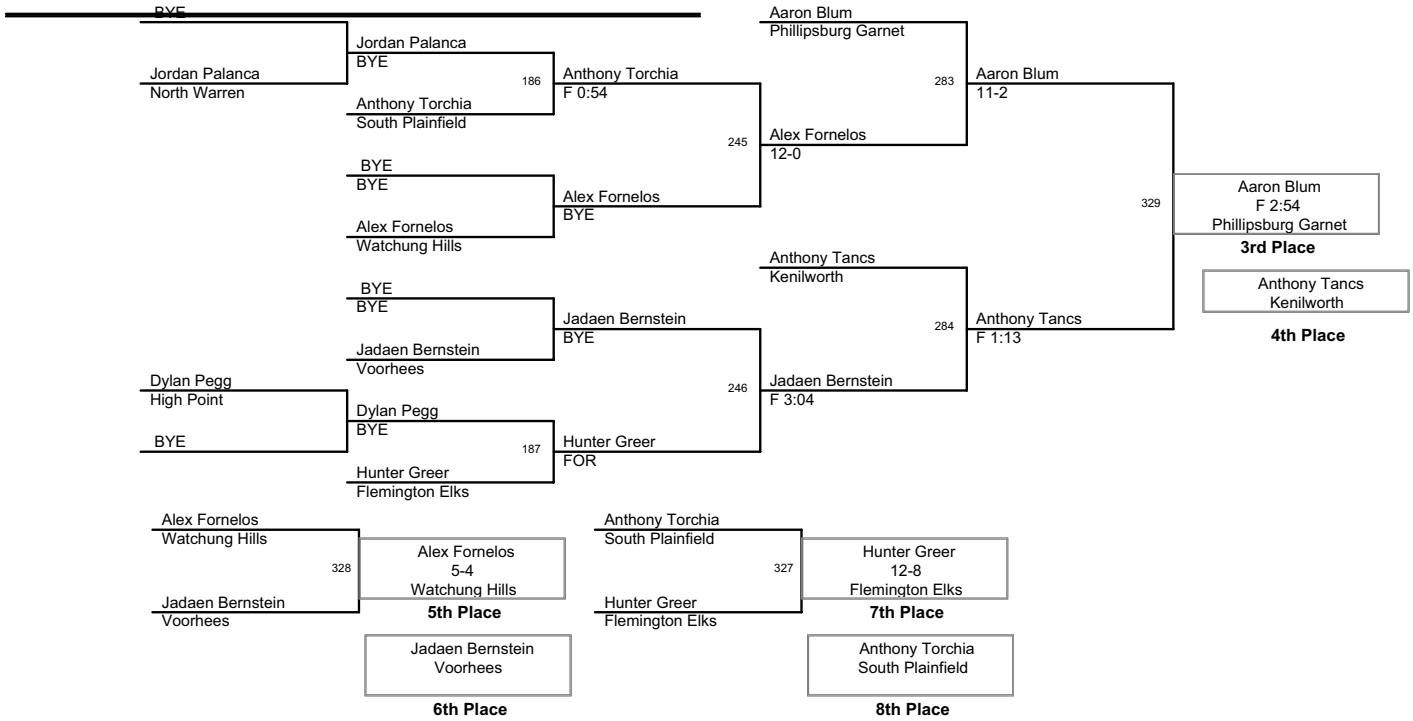 BYE
Jordan Palanca
North Warren
Jordan Palanca
BYE
186
Anthony Torchia
South Plainfield
Anthony Torchia
F 0:54
BYE
BYE
Alex Fornelos
Watchung Hills
Alex Fornelos
BYE
245
Alex Fornelos
12-0
Aaron Blum
Phillipsburg Garnet
283
Aaron Blum
11-2
BYE
BYE
Jadaen Bernstein
Voorhees
Jadaen Bernstein
BYE
Dylan Pegg
High Point
BYE
Dylan Pegg
BYE
187
Hunter Greer
Flemington Elks
Hunter Greer
FOR
246
Jadaen Bernstein
F 3:04
Anthony Tancs
Kenilworth
284
Anthony Tancs
F 1:13
329
Aaron Blum
F 2:54
Phillipsburg Garnet
3rd Place
Anthony Tancs
Kenilworth
4th Place
Alex Fornelos
Watchung Hills
328
Jadaen Bernstein
Voorhees
Alex Fornelos
5-4
Watchung Hills
5th Place
Jadaen Bernstein
Voorhees
6th Place
Anthony Torchia
South Plainfield
327
Hunter Greer
Flemington Elks
Hunter Greer
12-8
Flemington Elks
7th Place
Anthony Torchia
South Plainfield
8th Place